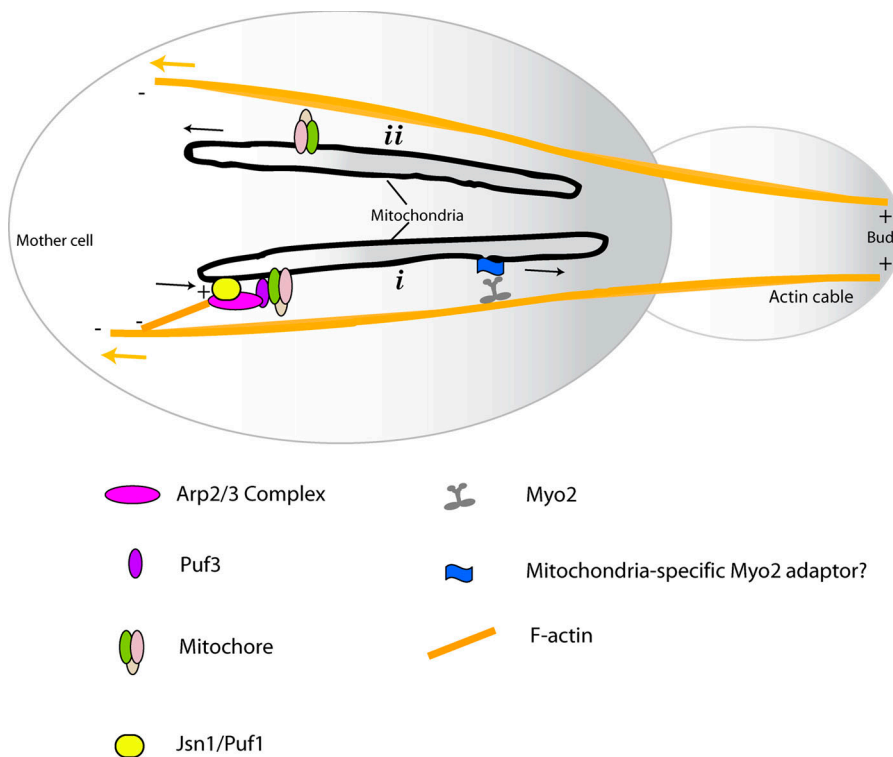 -
ii
Mitochondria
+
Mother cell
Bud
+
i
+
Actin cable
-
-
Arp2/3 Complex
Myo2
Puf3
Mitochondria-specific Myo2 adaptor?
Mitochore
F-actin
Jsn1/Puf1